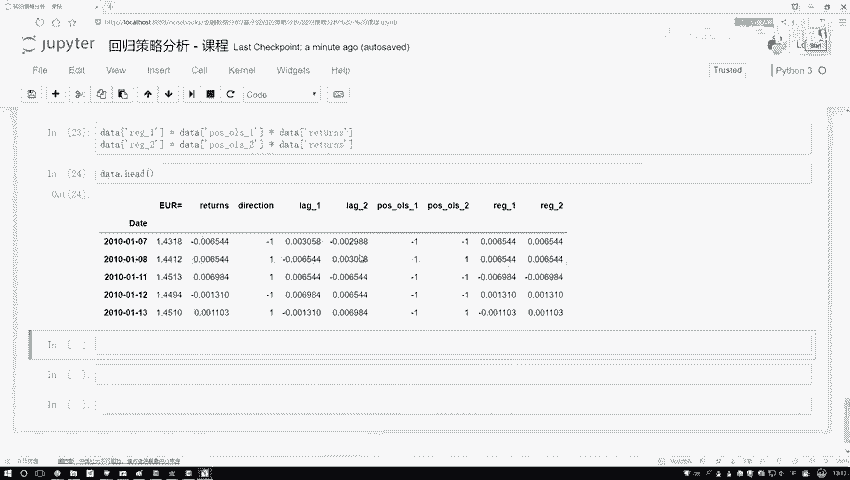 jupyter 回归策略分析 - 课程 Last Checkpoint: a minute ago (autosaved)
File Edit View Insert Cell Kernel Widgets Help
Trusted Python 3
Code
In [23]: data['reg_1'] = data['pos_ols_1'] * data['returns']
data['reg_2'] = data['pos_ols_2'] * data['returns']
In [24] data.head()
Out[24]:
EUR= returns direction lag_1 lag_2 pos_ols_1 pos_ols_2 reg_1 reg_2
Date
2010-01-07 1.4318 -0.006544 -1 0.003058 -0.002988 -1 -1 0.006544 0.006544
2010-01-08 1.4412 0.006544 1 -0.006544 0.003058 1 1 0.006544 0.006544
2010-01-11 1.4513 0.006984 1 0.006544 -0.006544 -1 -1 -0.006984 -0.006984
2010-01-12 1.4494 -0.001310 -1 0.006984 0.006544 -1 -1 0.001310 0.001310
2010-01-13 1.4510 0.001103 1 -0.001310 0.006984 -1 1 -0.001103 0.001103
In [ ]
In [ ]
In [ ]